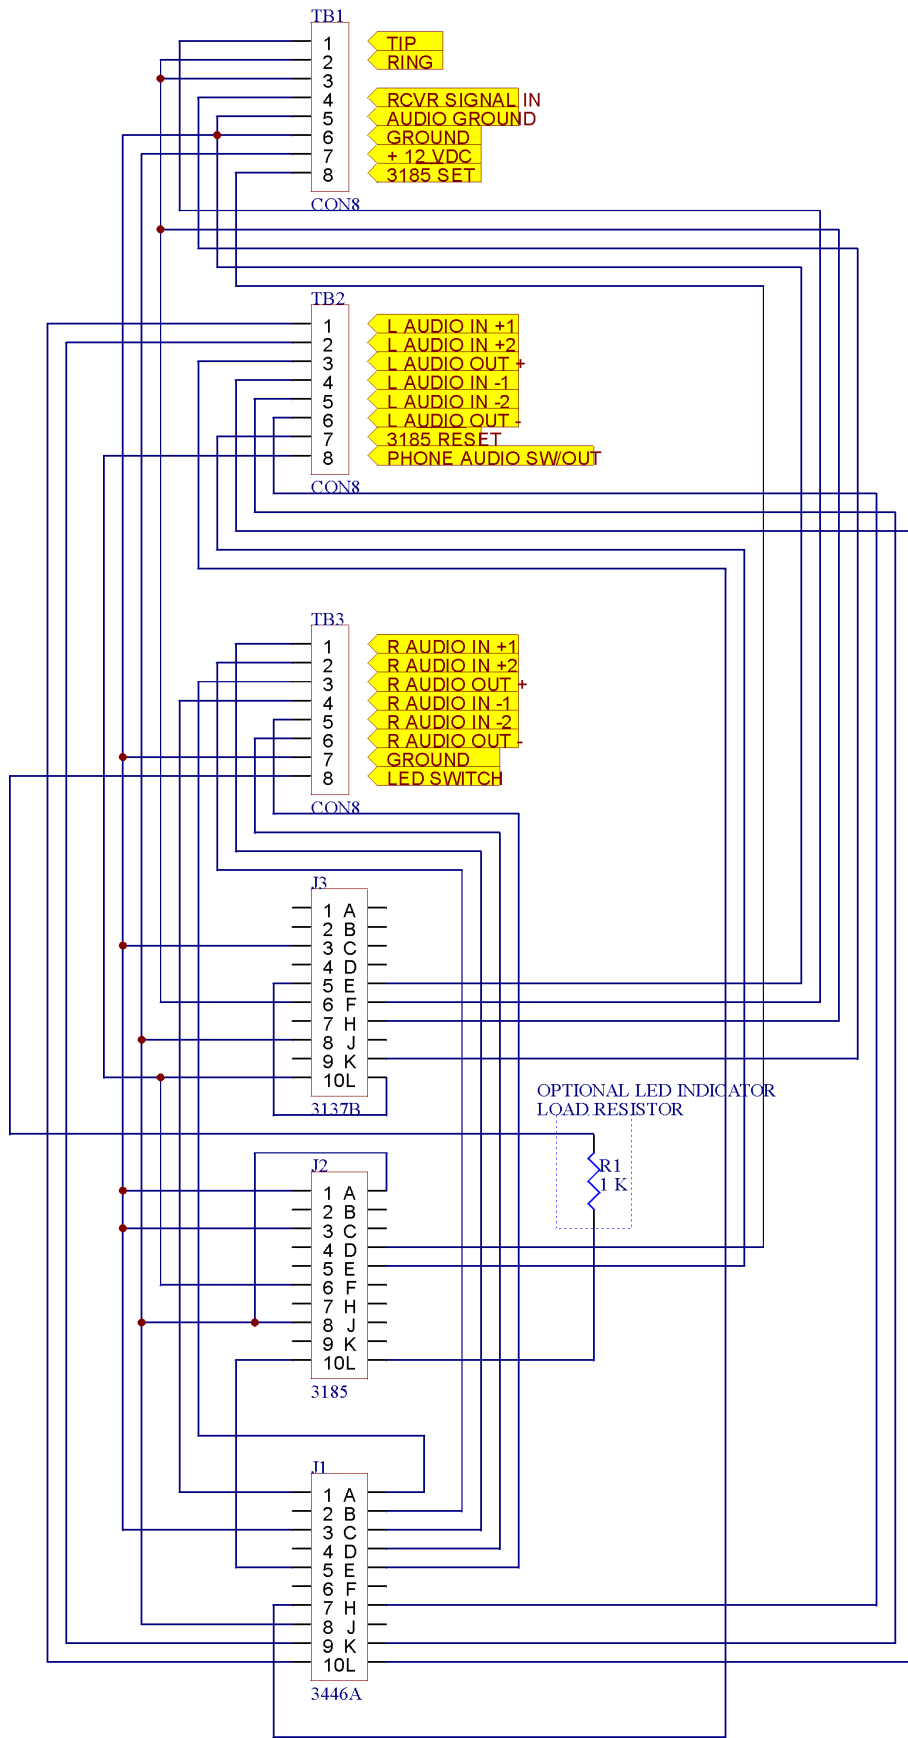 TB1
1 TIP
2 RING
3
4 RCVR SIGNAL IN
5 AUDIO GROUND
6 GROUND
7 + 12 VDC
8 3185 SET
CON8
TB2
1 L AUDIO IN +1
2 L AUDIO IN +2
3 L AUDIO OUT +
4 L AUDIO IN -1
5 L AUDIO IN -2
6 L AUDIO OUT -
7 3185 RESET
8 PHONE AUDIO SW/OUT
CON8
TB3
1 R AUDIO IN +1
2 R AUDIO IN +2
3 R AUDIO OUT +
4 R AUDIO IN -1
5 R AUDIO IN -2
6 R AUDIO OUT -
7 GROUND
8 LED SWITCH
CON8
J3
1 A
2 B
3 C
4 D
5 E
6 F
7 H
8 J
9 K
10L
3137B
OPTIONAL LED INDICATOR
LOAD RESISTOR
R1
1 K
J2
1 A
2 B
3 C
4 D
5 E
6 F
7 H
8 J
9 K
10L
3185
J1
1 A
2 B
3 C
4 D
5 E
6 F
7 H
8 J
9 K
10L
3446A